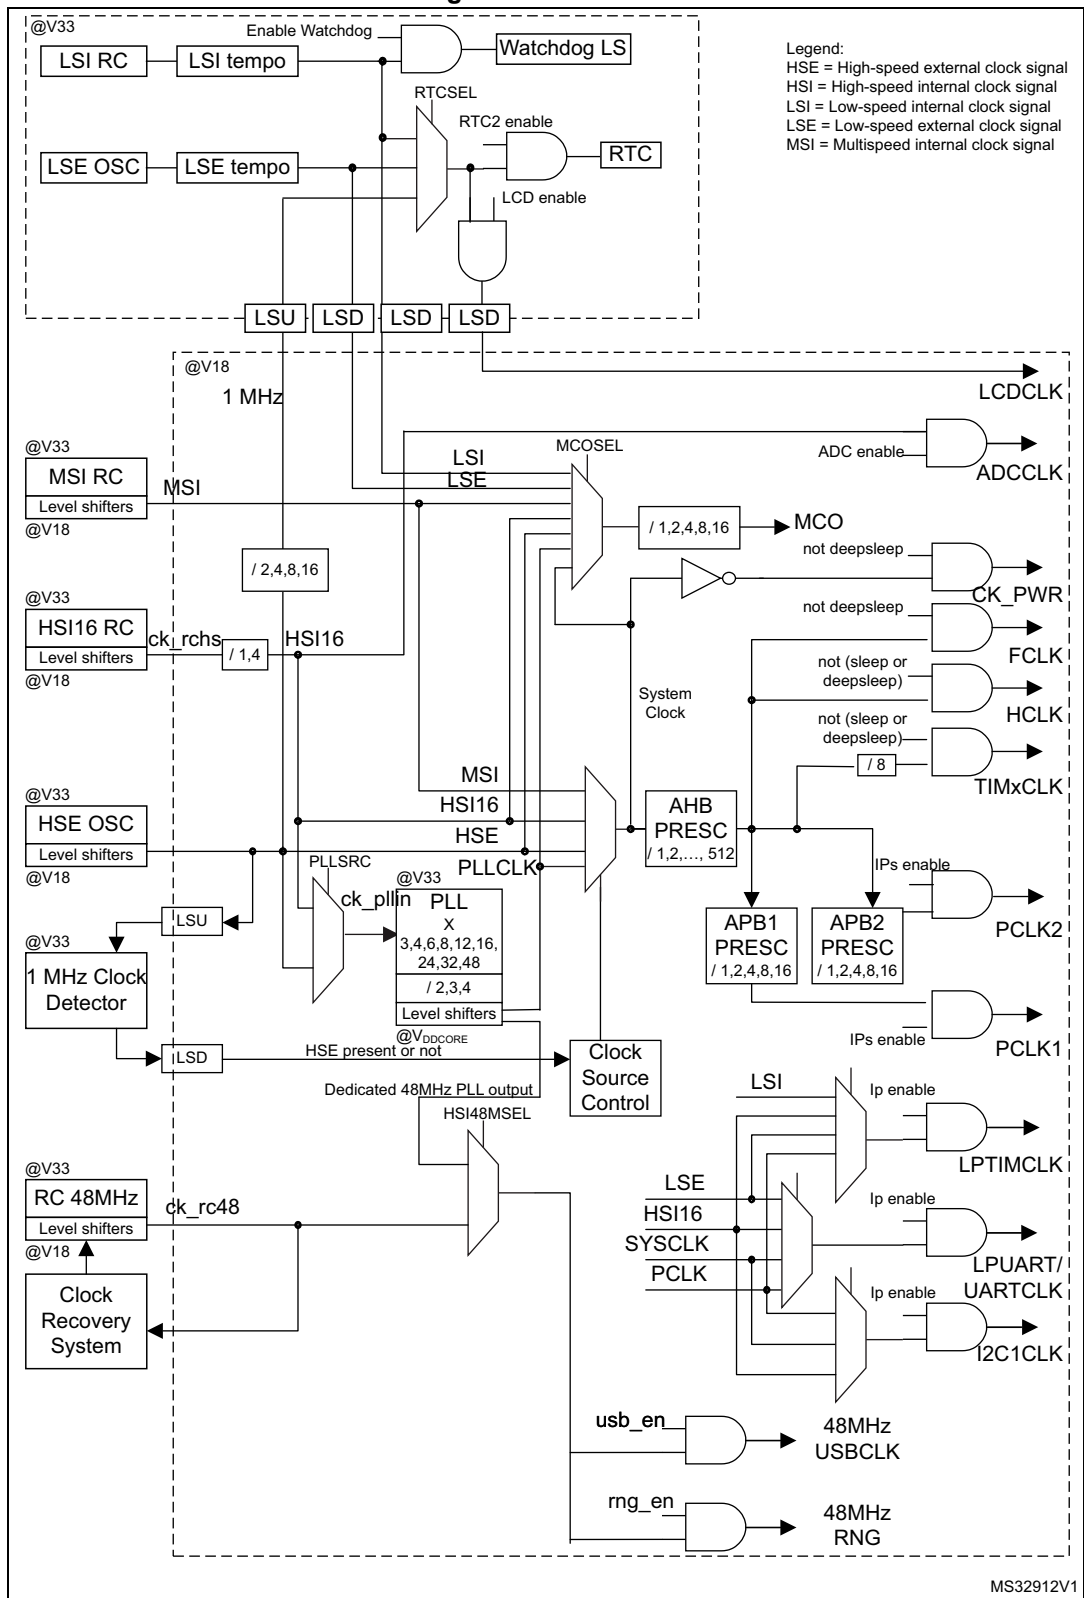 @V33
Enable Watchdog
Watchdog LS
LSI RC
LSI tempo
Legend:
HSE = High-speed external clock signal
HSI = High-speed internal clock signal
LSI = Low-speed internal clock signal
LSE = Low-speed external clock signal
MSI = Multispeed internal clock signal
RTCSEL
RTC2 enable
RTC
LSE OSC
LSE tempo
LCD enable
LSU
LSD
LSD
LSD
@V18
1 MHz
LCDCLK
@V33
MSI RC
Level shifters
@V18
MSI
LSI
LSE
MCOSEL
ADC enable
ADCCLK
/ 1,2,4,8,16
MCO
not deepsleep
CK_PWR
/ 2,4,8,16
@V33
HSI16 RC
Level shifters
@V18
ck_rchs
/ 1,4
HSI16
not deepsleep
FCLK
not (sleep or
deepsleep)
HCLK
System
Clock
not (sleep or
deepsleep)
/ 8
TIMxCLK
MSI
HSI16
HSE
PLLCLK
@V33
HSE OSC
Level shifters
@V18
AHB
PRESC
/ 1,2,..., 512
PLLSRC
ck_pllin
@V33
PLL
X
3,4,6,8,12,16,
24,32,48
/ 2,3,4
Level shifters
@VDDCORE
IPs enable
PCLK2
APB1
PRESC
/ 1,2,4,8,16
APB2
PRESC
/ 1,2,4,8,16
LSU
@V33
1 MHz Clock
Detector
LSD
HSE present or not
IPs enable
PCLK1
Clock
Source
Control
Dedicated 48MHz PLL output
HSI48MSEL
LSI
Ip enable
LPTIMCLK
@V33
RC 48MHz
Level shifters
@V18
ck_rc48
LSE
HSI16
SYSCLK
PCLK
Ip enable
LPUART/
UARTCLK
Clock
Recovery
System
Ip enable
I2C1CLK
usb_en
48MHz
USBCLK
rng_en
48MHz
RNG
MS32912V1